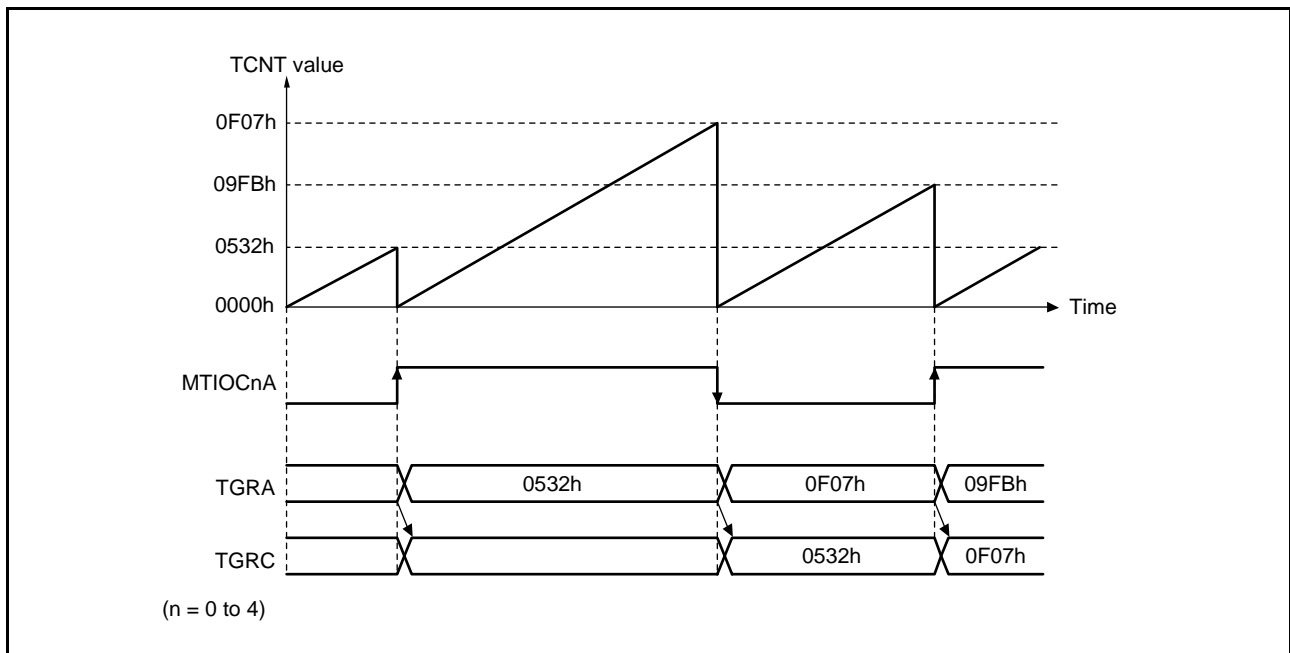 TCNT value
0F07h
09FBh
0532h
0000h
Time
MTIOCnA
TGRA 0532h 0F07h 09FBh
TGRC 0532h 0F07h
(n = 0 to 4)